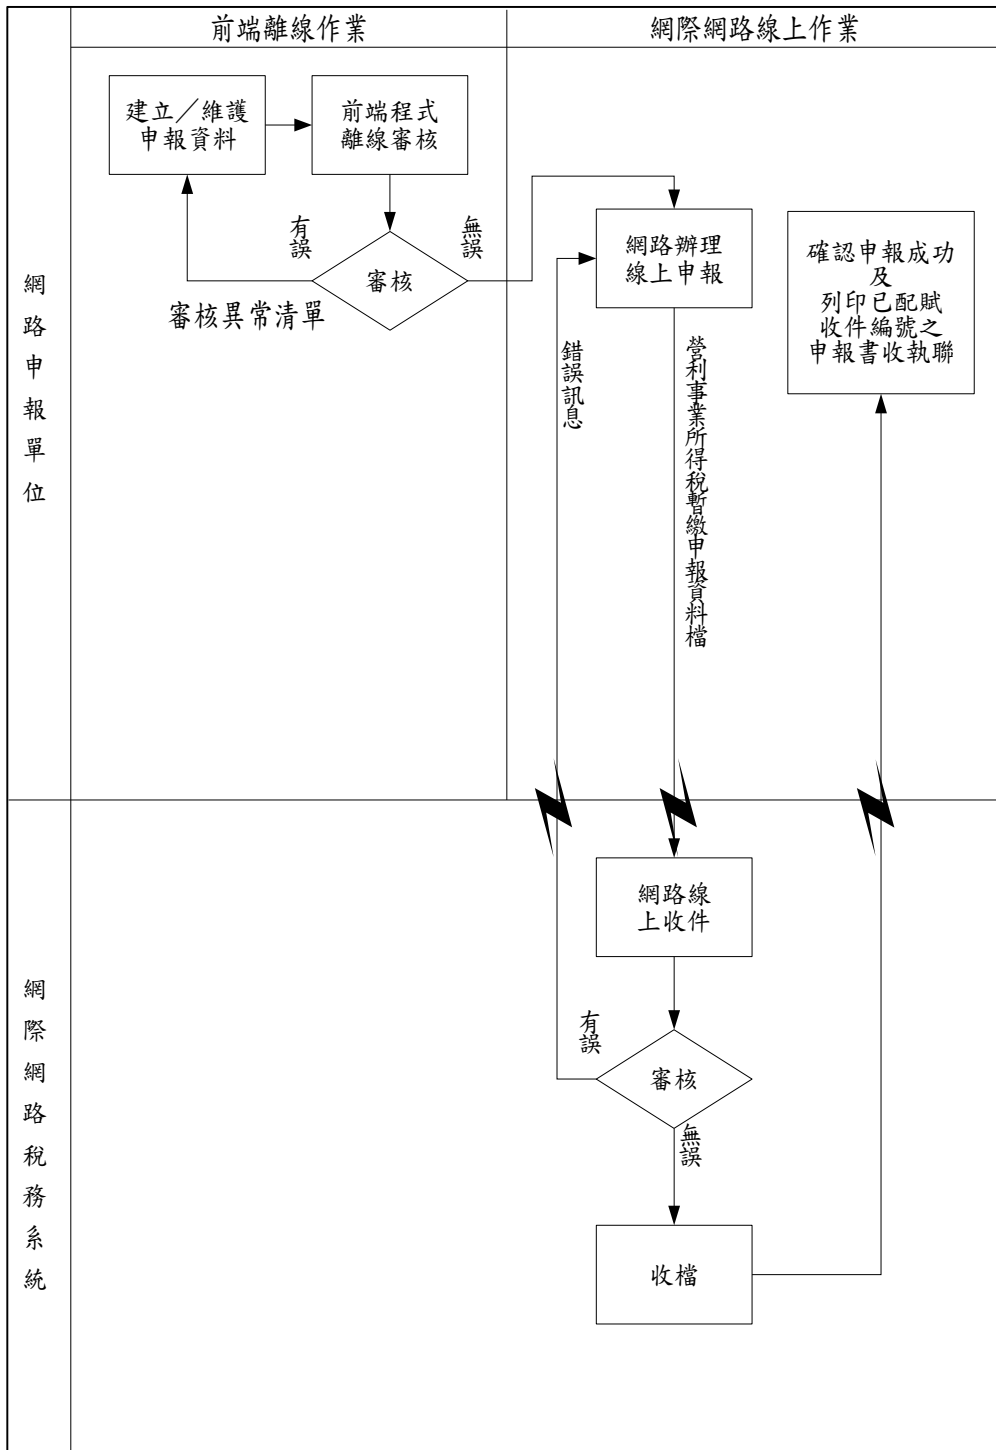 前端離線作業
網際網路線上作業
網路申報單位
建立／維護
申報資料
前端程式
離線審核
有誤
無誤
審核
審核異常清單
網路辦理
線上申報
確認申報成功
及
列印已配賦
收件編號之
申報書收執聯
錯誤訊息
營利事業所得稅暫繳申報資料檔
網際網路稅務系統
網路線
上收件
有誤
審核
無誤
收檔